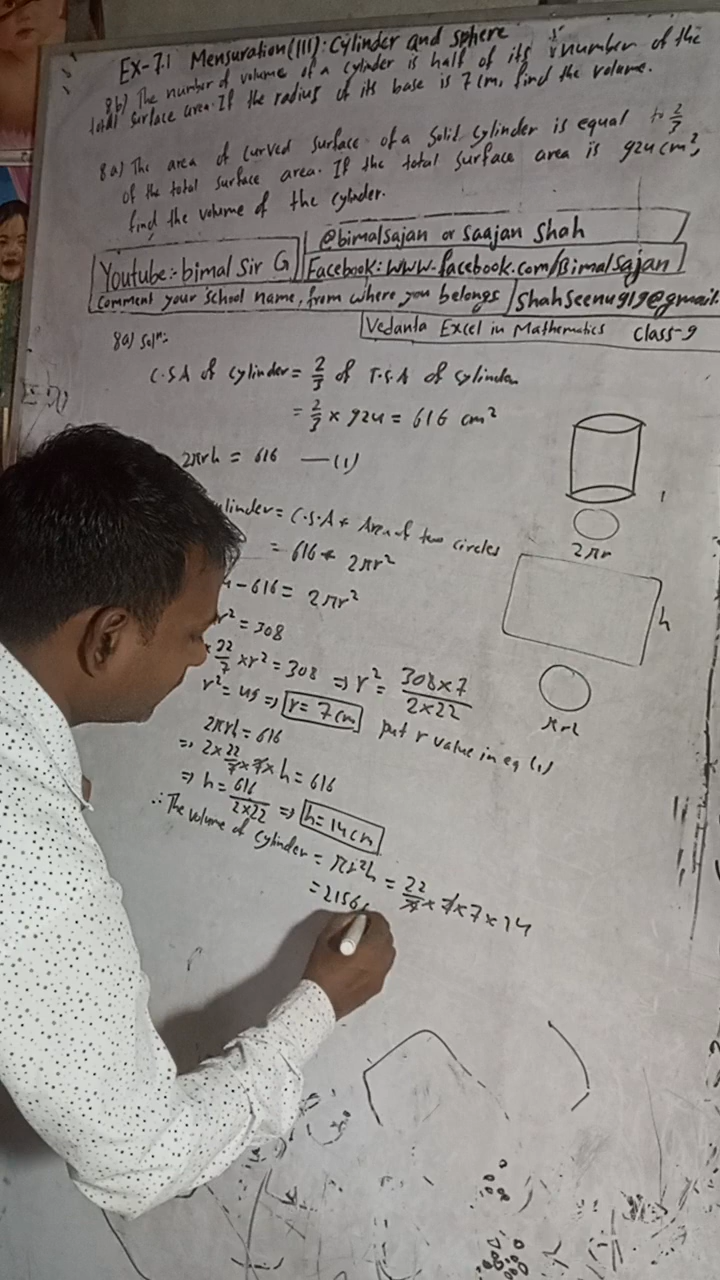 EX-7.1 Mensuration(III): Cylinder and sphere
8b) The number of volume of a cylinder is half of its number of the
total surface area. If the radius of its base is 7 cm, find the volume.
8a) The area of curved surface of a solid cylinder is equal to 2/3
of the total surface area. If the total surface area is 924 cm²,
find the volume of the cylinder.
@bimalsajan or saajan shah
Youtube:- bimal sir G
Facebook: www.facebook.com/Bimalsajan
Comment your school name, from where you belongs
shahseenu919@gmail.
Vedanta Excel in Mathematics class-9
8a) Solⁿ:
C.S.A of cylinder = 2/3 of T.S.A of cylinder
= 2/3 × 924 = 616 cm²
2πrh = 616 —(1)
linder = C.S.A + Area of two circles
= 616 + 2πr²
- 616 = 2πr²
r² = 308
× 22/7 × r² = 308 => r² = 308×7/2×22
r² = 49 => r = 7cm put r value in eq (1)
2πrh = 616
=> 2 × 22/7 × 7 × h = 616
=> h = 616/2×22 => h = 14 cm
∴ The volume of cylinder = πr²h = 22/7 × 7 × 7 × 14
= 2156
2πr
h
πr²